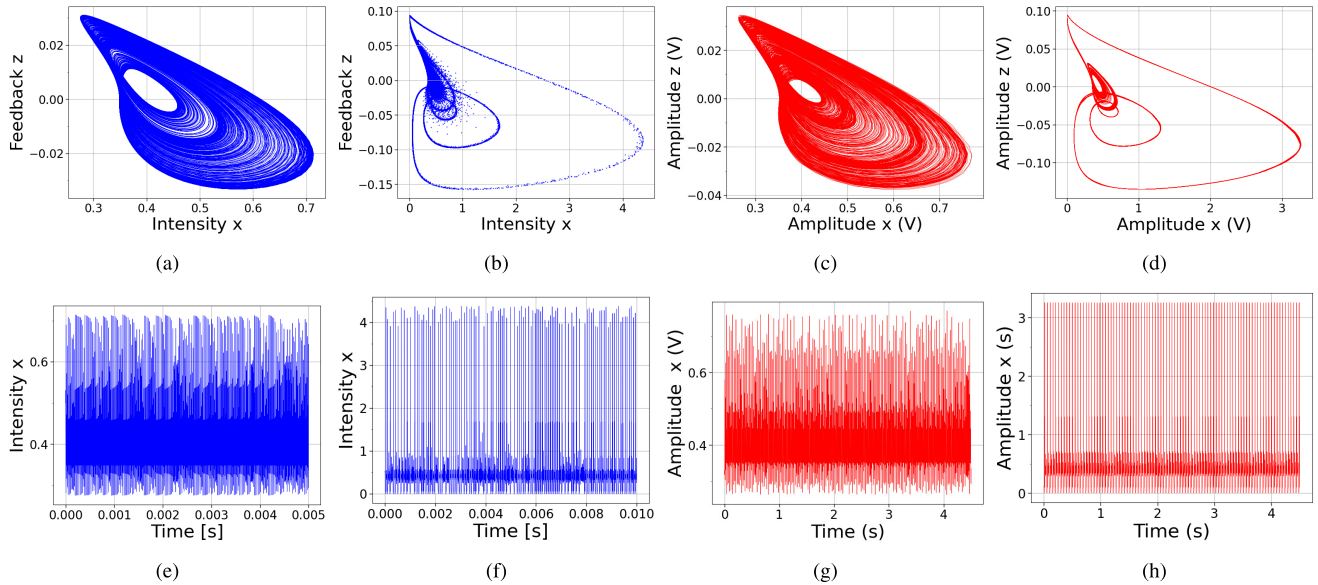 0.02
0.00
−0.02
Feedback z
0.3 0.4 0.5 0.6 0.7
Intensity x
(a)
0.10
0.05
0.00
−0.05
−0.10
−0.15
Feedback z
0 1 2 3 4
Intensity x
(b)
0.02
0.00
−0.02
−0.04
Amplitude z (V)
0.3 0.4 0.5 0.6 0.7
Amplitude x (V)
(c)
0.10
0.05
0.00
−0.05
−0.10
Amplitude z (V)
0 1 2 3
Amplitude x (V)
(d)
0.6
0.4
Intensity x
0.000 0.001 0.002 0.003 0.004 0.005
Time [s]
(e)
4
3
2
1
0
Intensity x
0.000 0.002 0.004 0.006 0.008 0.010
Time [s]
(f)
0.6
0.4
Amplitude x (V)
0 1 2 3 4
Time (s)
(g)
3
2
1
0
Amplitude x (s)
0 1 2 3 4
Time (s)
(h)